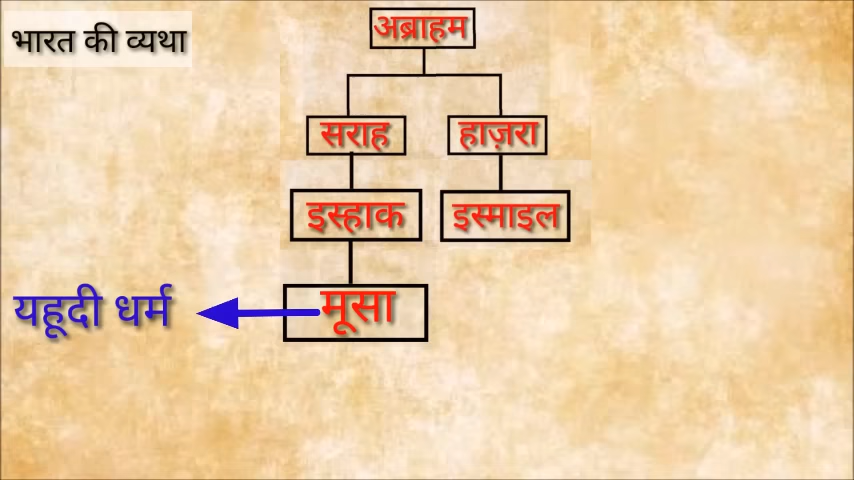 भारत की व्यथा
अब्राहम
सराह
हाज़रा
इस्हाक
इस्माइल
मूसा
यहूदी धर्म